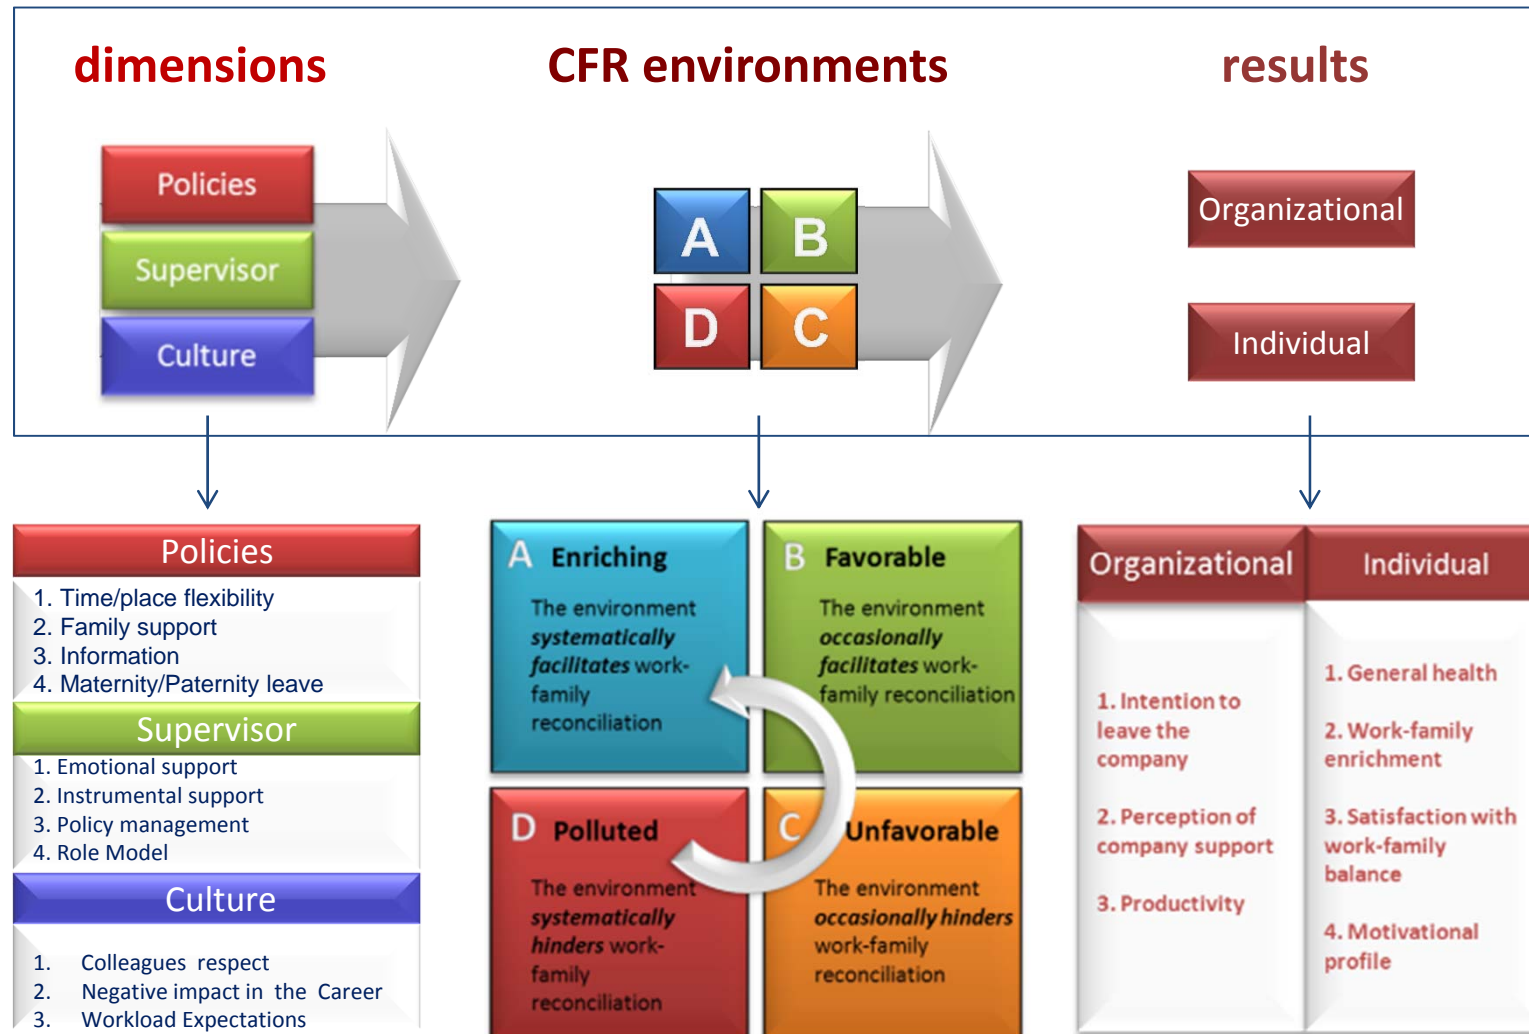 dimensions
CFR environments
results
Policies
Supervisor
Culture
A
B
D
C
Organizational
Individual
Policies
1. Time/place flexibility
2. Family support
3. Information
4. Maternity/Paternity leave
Supervisor
1. Emotional support
2. Instrumental support
3. Policy management
4. Role Model
Culture
1. Colleagues respect
2. Negative impact in the Career
3. Workload Expectations
A Enriching
The environment
systematically
facilitates work-
family
reconciliation
B Favorable
The environment
occasionally
facilitates work-
family reconciliation
D Polluted
The environment
systematically
hinders work-
family
reconciliation
C Unfavorable
The environment
occasionally hinders
work-family
reconciliation
Organizational
1. Intention to
leave the
company
2. Perception of
company support
3. Productivity
Individual
1. General health
2. Work-family
enrichment
3. Satisfaction with
work-family
balance
4. Motivational
profile